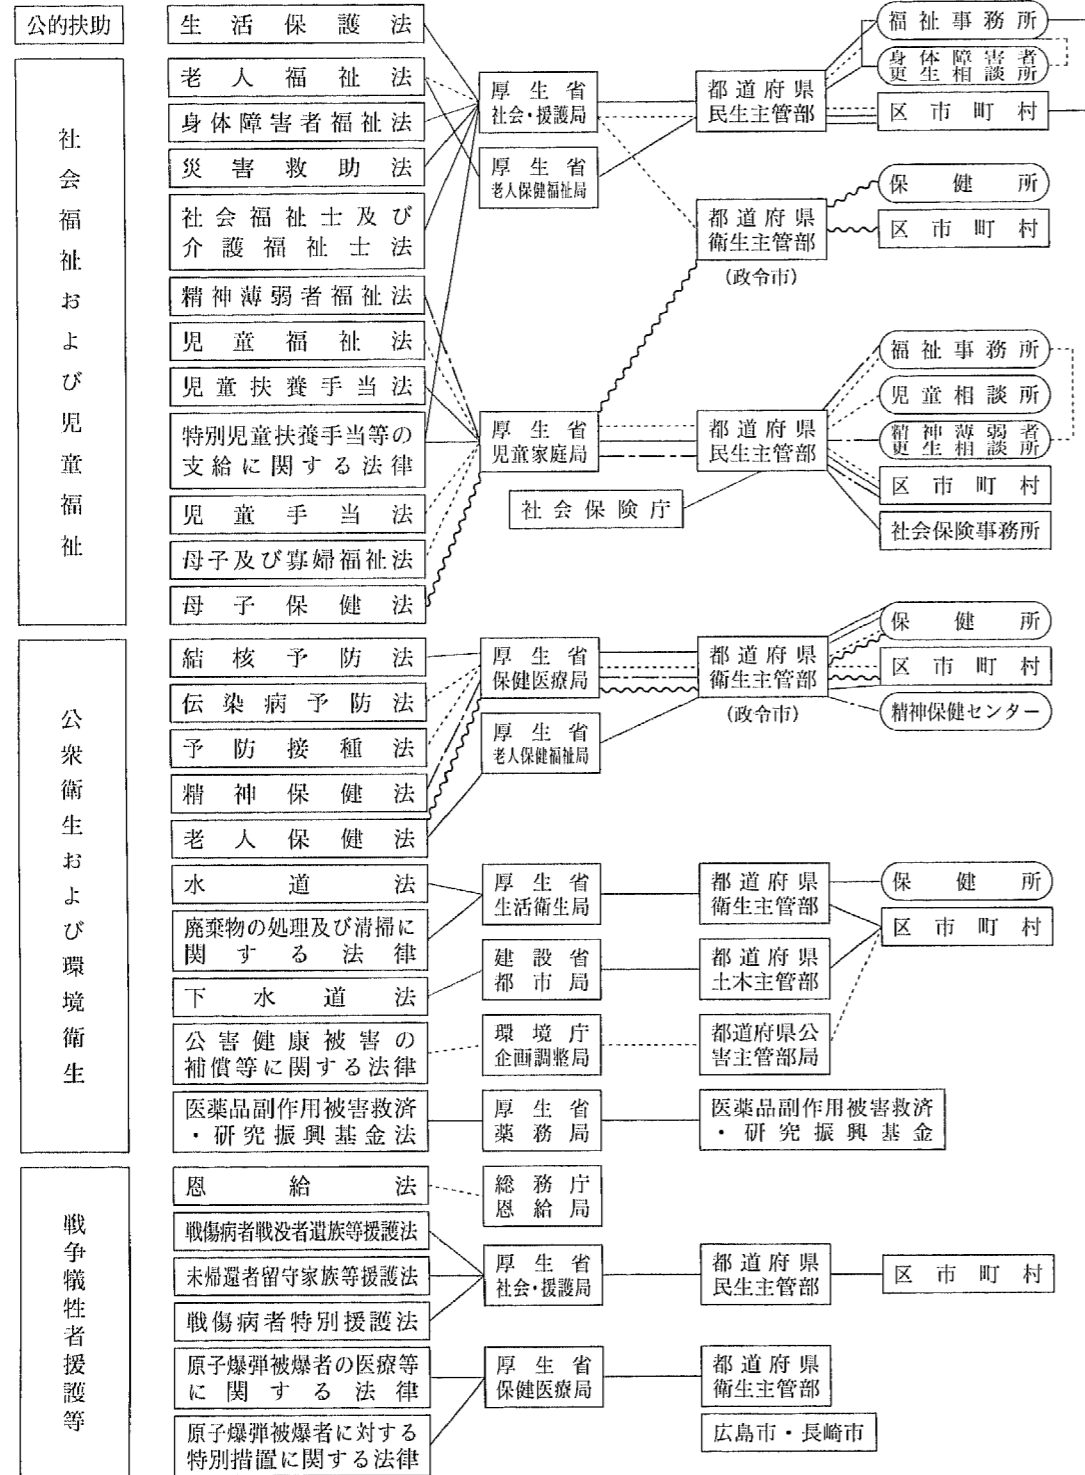 公的扶助
生活保護法
社会福祉および児童福祉
老人福祉法
身体障害者福祉法
災害救助法
社会福祉士及び
介護福祉士法
精神薄弱者福祉法
児童福祉法
児童扶養手当法
特別児童扶養手当等の
支給に関する法律
児童手当法
母子及び寡婦福祉法
母子保健法
厚生省
社会・援護局
厚生省
老人保健福祉局
都道府県
民生主管部
福祉事務所
身体障害者
更生相談所
区市町村
都道府県
衛生主管部
(政令市)
保健所
区市町村
厚生省
児童家庭局
社会保険庁
都道府県
民生主管部
福祉事務所
児童相談所
精神薄弱者
更生相談所
区市町村
社会保険事務所
公衆衛生および環境衛生
結核予防法
伝染病予防法
予防接種法
精神保健法
老人保健法
水道法
廃棄物の処理及び清掃に
関する法律
下水道法
公害健康被害の
補償等に関する法律
医薬品副作用被害救済
・研究振興基金法
厚生省
保健医療局
厚生省
老人保健福祉局
都道府県
衛生主管部
(政令市)
保健所
区市町村
精神保健センター
厚生省
生活衛生局
都道府県
衛生主管部
保健所
区市町村
建設省
都市局
都道府県
土木主管部
環境庁
企画調整局
都道府県公
害主管部局
厚生省
薬務局
医薬品副作用被害救済
・研究振興基金
戦争犠牲者援護等
恩給法
戦傷病者戦没者遺族等援護法
未帰還者留守家族等援護法
戦傷病者特別援護法
原子爆弾被爆者の医療等
に関する法律
原子爆弾被爆者に対する
特別措置に関する法律
総務庁
恩給局
厚生省
社会・援護局
都道府県
民生主管部
区市町村
厚生省
保健医療局
都道府県
衛生主管部
広島市・長崎市